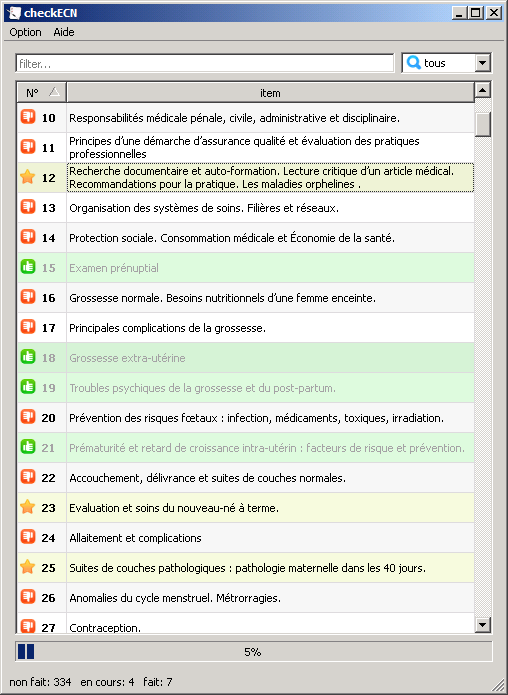 checkECN
Option Aide
filter... tous
N° item
10 Responsabilités médicale pénale, civile, administrative et disciplinaire.
11 Principes d’une démarche d’assurance qualité et évaluation des pratiques
professionnelles
12 Recherche documentaire et auto-formation. Lecture critique d’un article médical.
Recommandations pour la pratique. Les maladies orphelines .
13 Organisation des systèmes de soins. Filières et réseaux.
14 Protection sociale. Consommation médicale et Économie de la santé.
15 Examen prénuptial
16 Grossesse normale. Besoins nutritionnels d’une femme enceinte.
17 Principales complications de la grossesse.
18 Grossesse extra-utérine
19 Troubles psychiques de la grossesse et du post-partum.
20 Prévention des risques fœtaux : infection, médicaments, toxiques, irradiation.
21 Prématurité et retard de croissance intra-utérin : facteurs de risque et prévention.
22 Accouchement, délivrance et suites de couches normales.
23 Evaluation et soins du nouveau-né à terme.
24 Allaitement et complications
25 Suites de couches pathologiques : pathologie maternelle dans les 40 jours.
26 Anomalies du cycle menstruel. Métrorragies.
27 Contraception.
5%
non fait: 334 en cours: 4 fait: 7